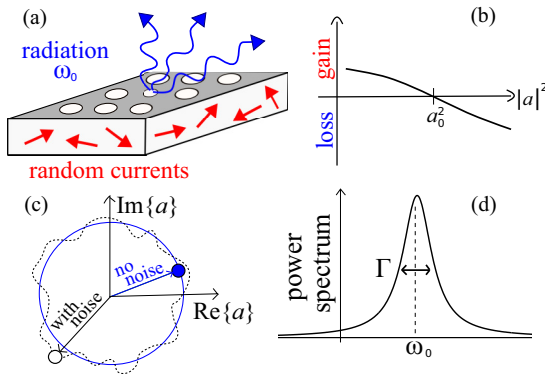 (a)
radiation
ω₀
random currents
(b)
gain
loss
|a|²
a₀²
(c)
Im{a}
no noise
with noise
Re{a}
(d)
power
spectrum
Γ
ω₀